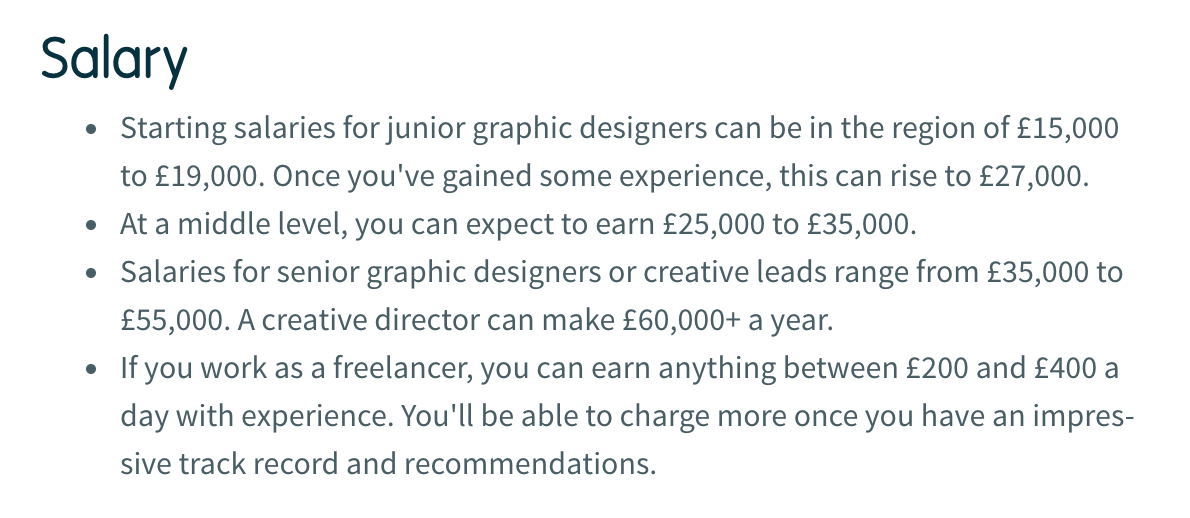 Salary
• Starting salaries for junior graphic designers can be in the region of £15,000
to £19,000. Once you've gained some experience, this can rise to £27,000.
• At a middle level, you can expect to earn £25,000 to £35,000.
• Salaries for senior graphic designers or creative leads range from £35,000 to
£55,000. A creative director can make £60,000+ a year.
• If you work as a freelancer, you can earn anything between £200 and £400 a
day with experience. You'll be able to charge more once you have an impres-
sive track record and recommendations.